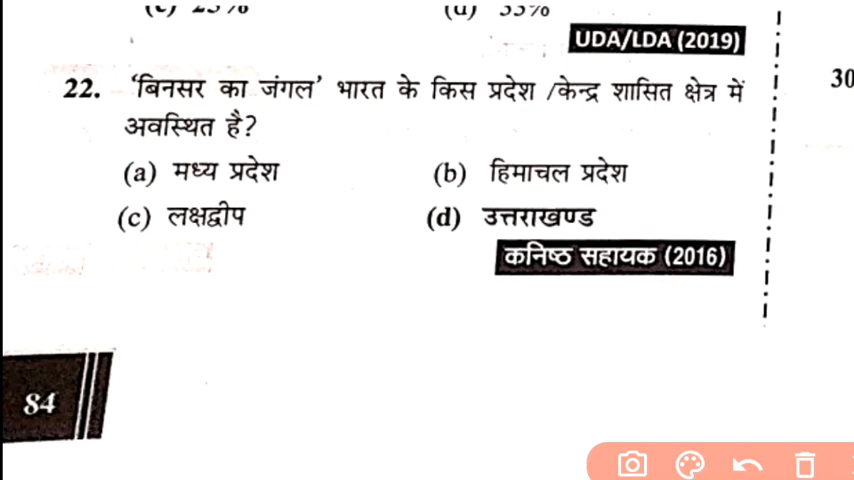 UDA/LDA (2019)
22. 'बिनसर का जंगल' भारत के किस प्रदेश /केन्द्र शासित क्षेत्र में
अवस्थित है?
(a) मध्य प्रदेश (b) हिमाचल प्रदेश
(c) लक्षद्वीप (d) उत्तराखण्ड
कनिष्ठ सहायक (2016)
30
84